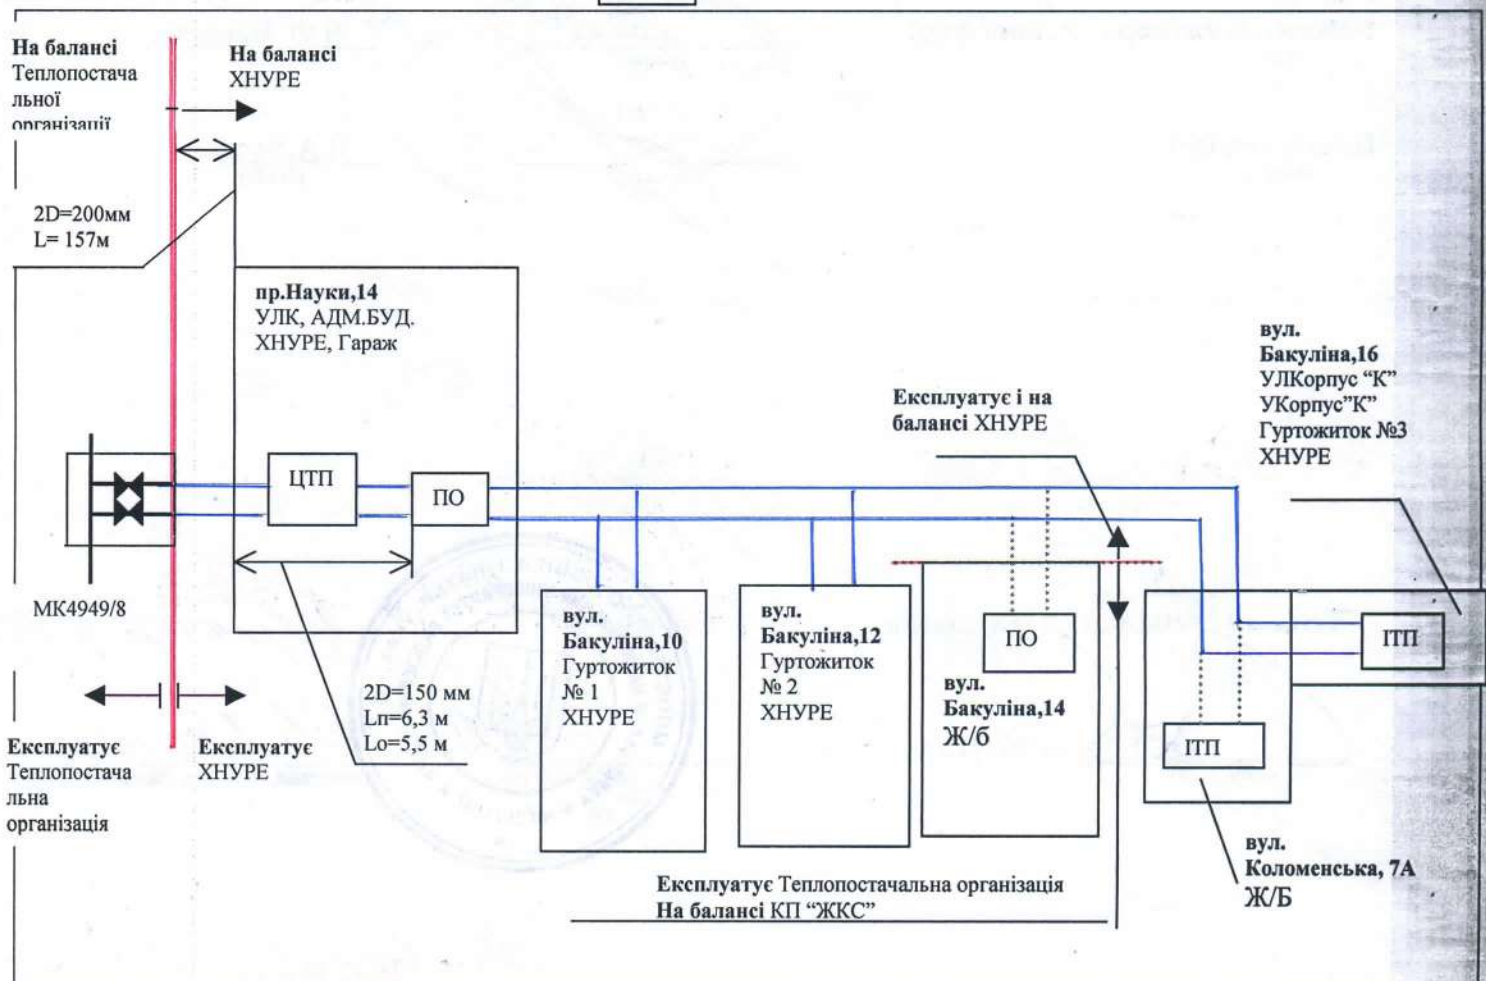 На балансі
Теплопостача
льної
організації
На балансі
ХНУРЕ
2D=200мм
L= 157м
пр.Науки,14
УЛК, АДМ.БУД.
ХНУРЕ, Гараж
вул.
Бакуліна,16
УЛКорпус “К”
УКорпус”К”
Гуртожиток №3
ХНУРЕ
Експлуатує і на
балансі ХНУРЕ
ЦТП
ПО
МК4949/8
вул.
Бакуліна,10
Гуртожиток
№ 1
ХНУРЕ
вул.
Бакуліна,12
Гуртожиток
№ 2
ХНУРЕ
ПО
вул.
Бакуліна,14
Ж/б
ІТП
ІТП
2D=150 мм
Lп=6,3 м
Lо=5,5 м
Експлуатує
Теплопостача
льна
організація
Експлуатує
ХНУРЕ
вул.
Коломенська, 7А
Ж/Б
Експлуатує Теплопостачальна організація
На балансі КП “ЖКС”